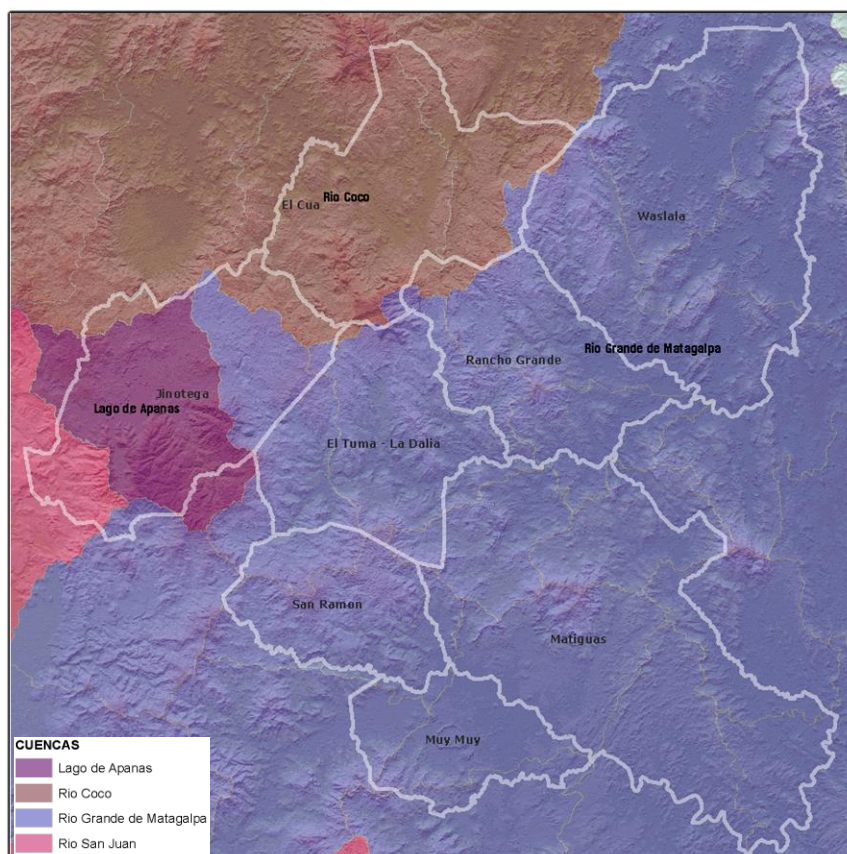 Rio Coco
El Cua
Waslala
Rio Grande de Matagalpa
Rancho Grande
Jinotega
Lago de Apanas
El Tuma - La Dalia
San Ramon
Matiguas
Muy Muy
CUENCAS
Lago de Apanas
Rio Coco
Rio Grande de Matagalpa
Rio San Juan